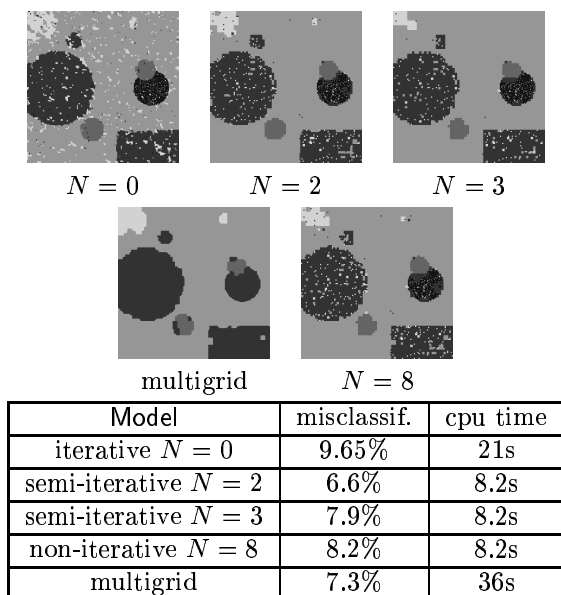 N = 0 N = 2 N = 3
multigrid N = 8
Model misclassif. cpu time
iterative N = 0 9.65% 21s
semi-iterative N = 2 6.6% 8.2s
semi-iterative N = 3 7.9% 8.2s
non-iterative N = 8 8.2% 8.2s
multigrid 7.3% 36s